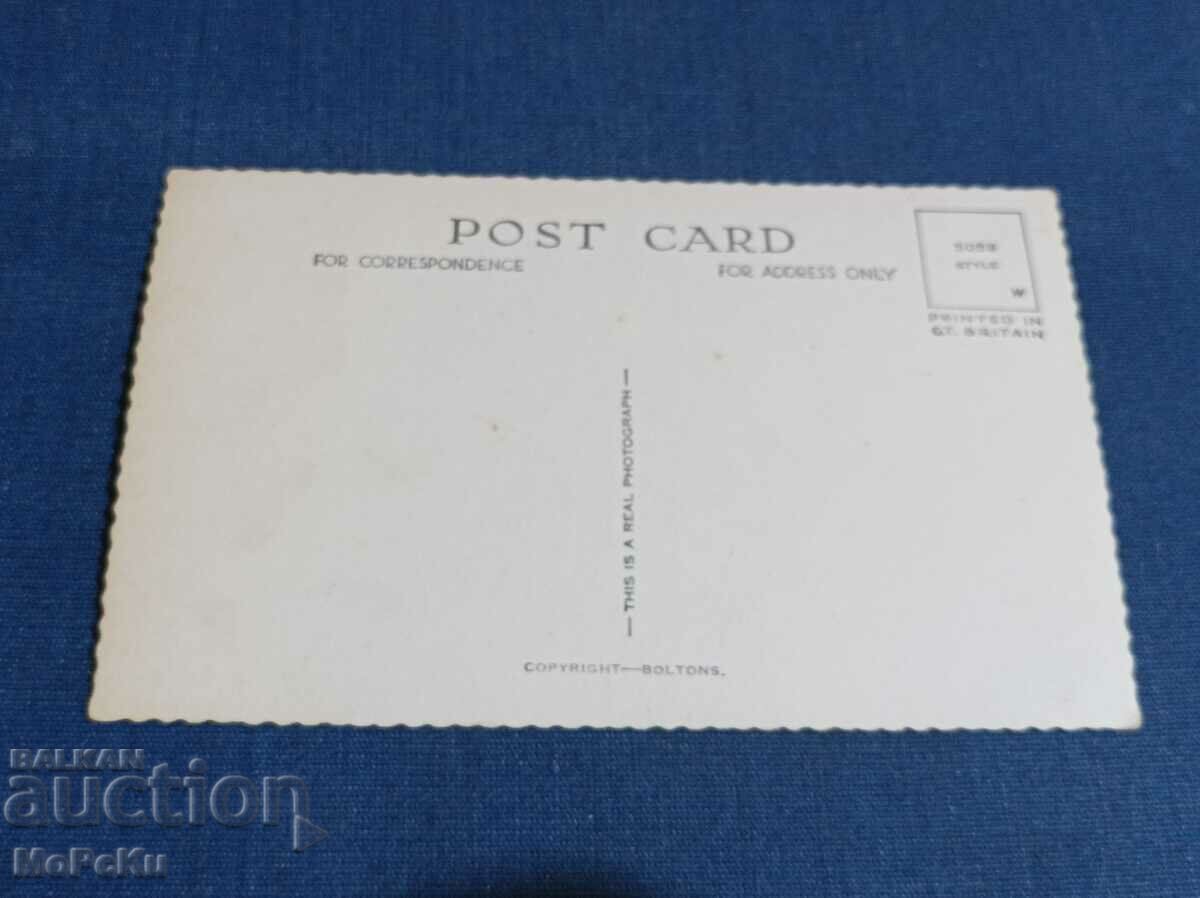 POST CARD
FOR CORRESPONDENCE
FOR ADDRESS ONLY
STYLE
W
PRINTED IN
GT. BRITAIN
— THIS IS A REAL PHOTOGRAPH —
COPYRIGHT—BOLTONS.
BALKAN
auction
MoPcKu